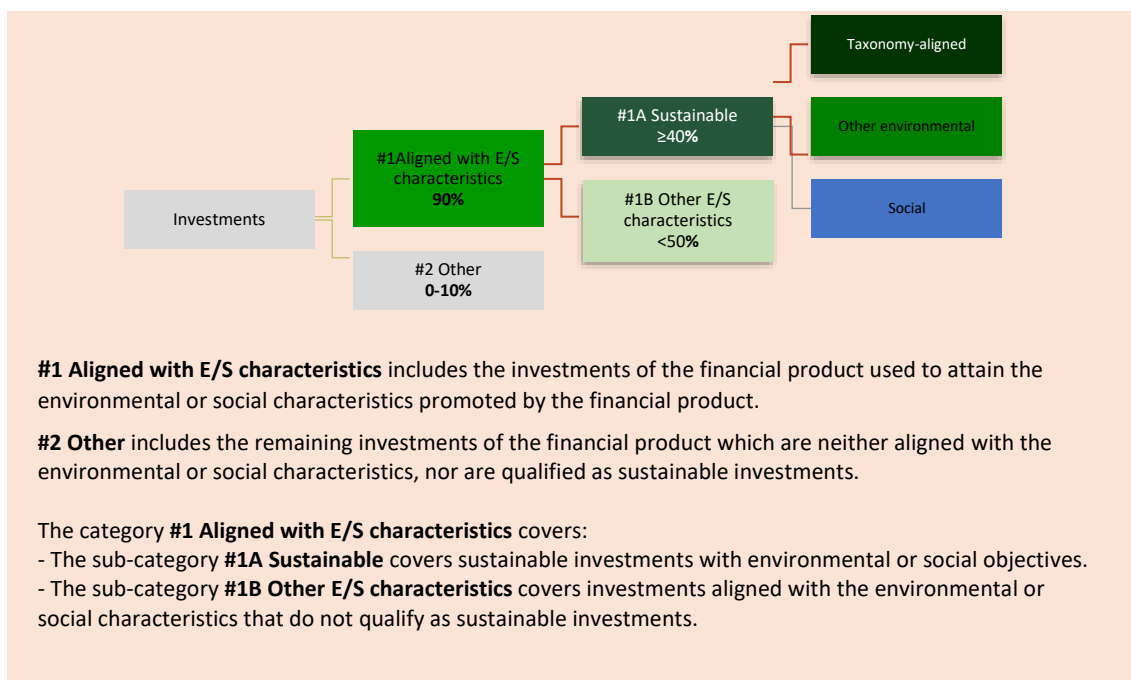 Investments
#1Aligned with E/S
characteristics
90%
#2 Other
0-10%
#1A Sustainable
≥40%
#1B Other E/S
characteristics
<50%
Taxonomy-aligned
Other environmental
Social
#1 Aligned with E/S characteristics includes the investments of the financial product used to attain the
environmental or social characteristics promoted by the financial product.
#2 Other includes the remaining investments of the financial product which are neither aligned with the
environmental or social characteristics, nor are qualified as sustainable investments.
The category #1 Aligned with E/S characteristics covers:
- The sub-category #1A Sustainable covers sustainable investments with environmental or social objectives.
- The sub-category #1B Other E/S characteristics covers investments aligned with the environmental or
social characteristics that do not qualify as sustainable investments.